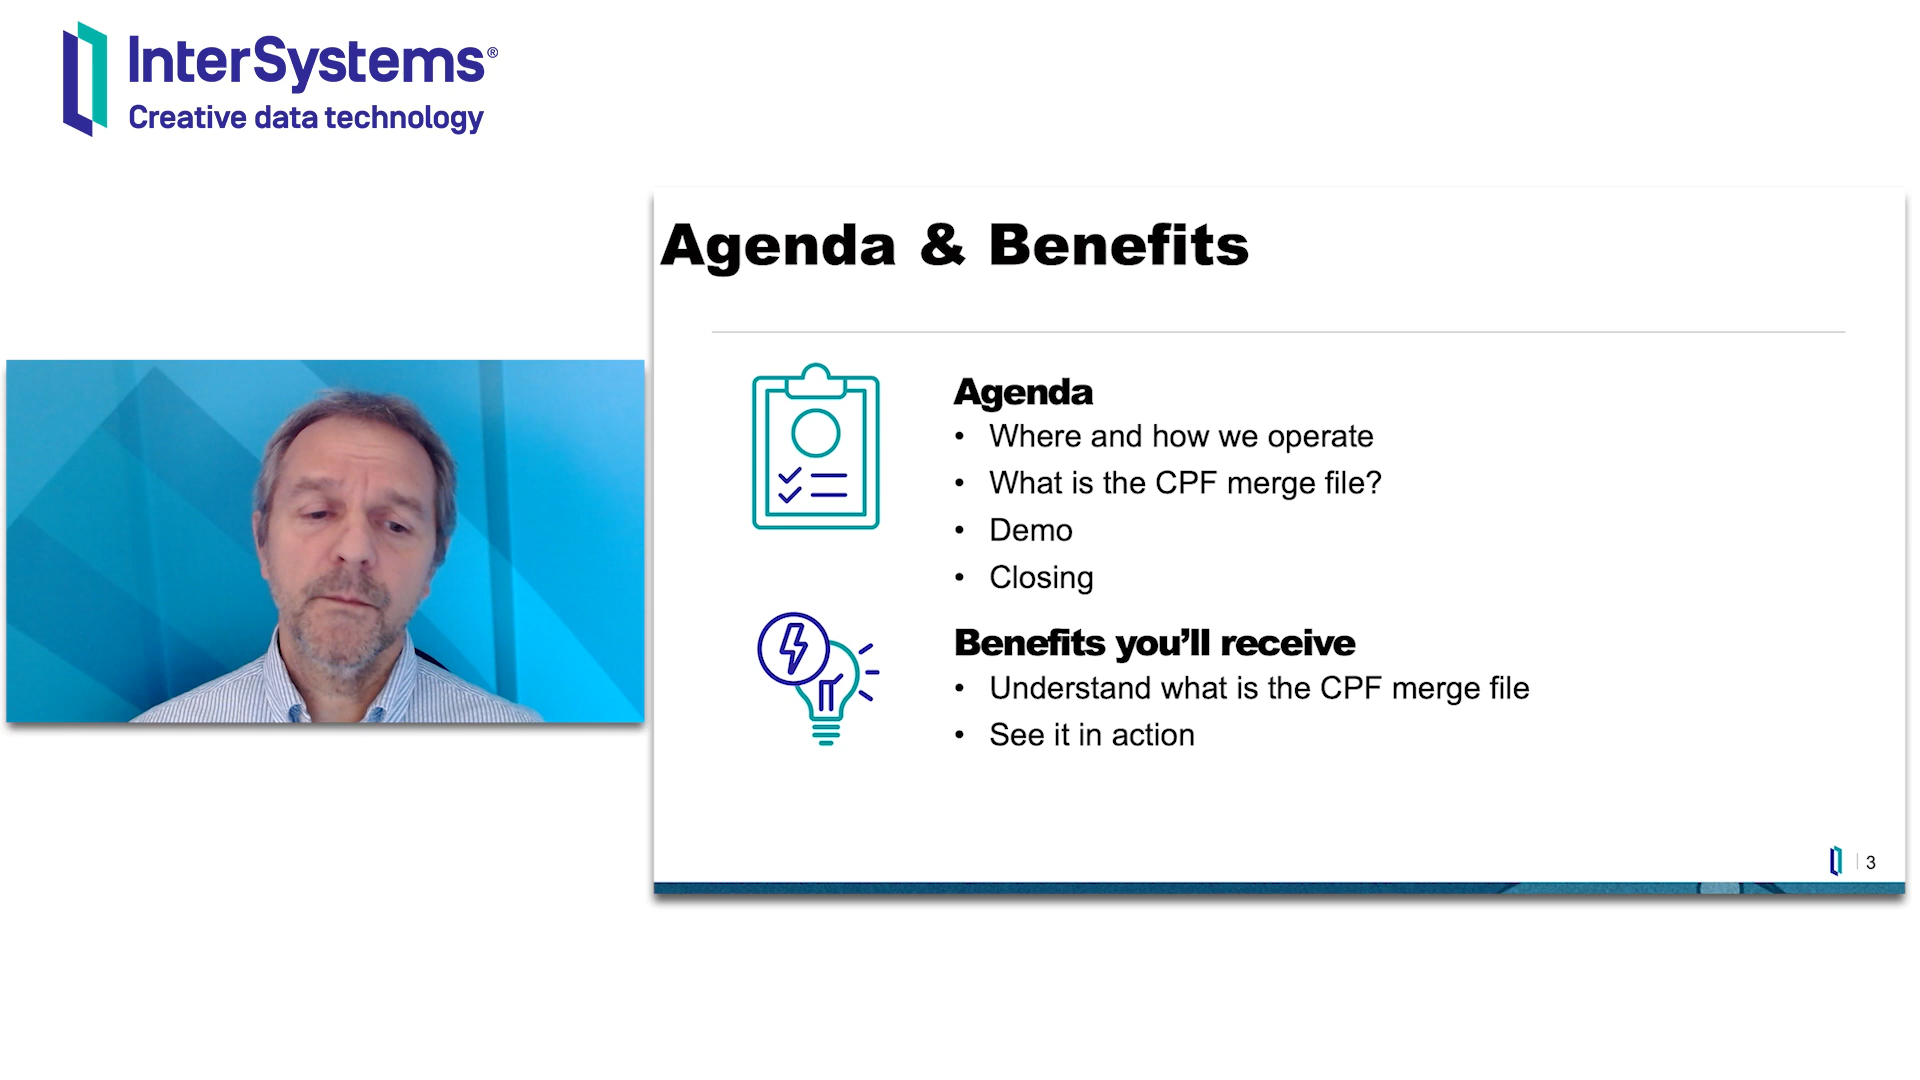 InterSystems®
Creative data technology
Agenda & Benefits
Agenda
• Where and how we operate
• What is the CPF merge file?
• Demo
• Closing
Benefits you’ll receive
• Understand what is the CPF merge file
• See it in action
3